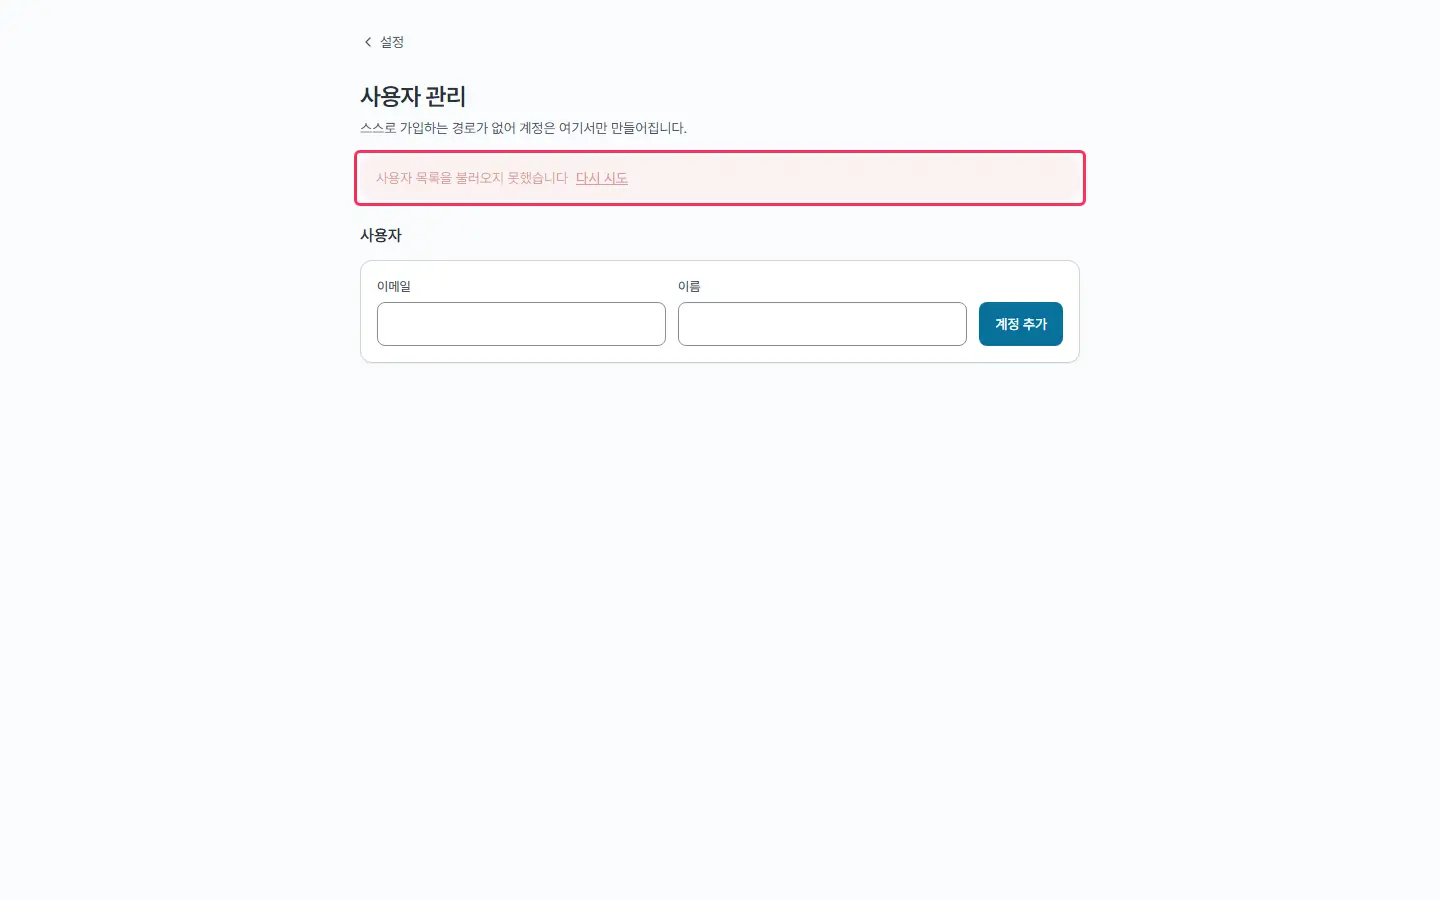 설정
사용자 관리
스스로 가입하는 경로가 없어 계정은 여기서만 만들어집니다.
사용자 목록을 불러오지 못했습니다 다시 시도
사용자
이메일
이름
계정 추가